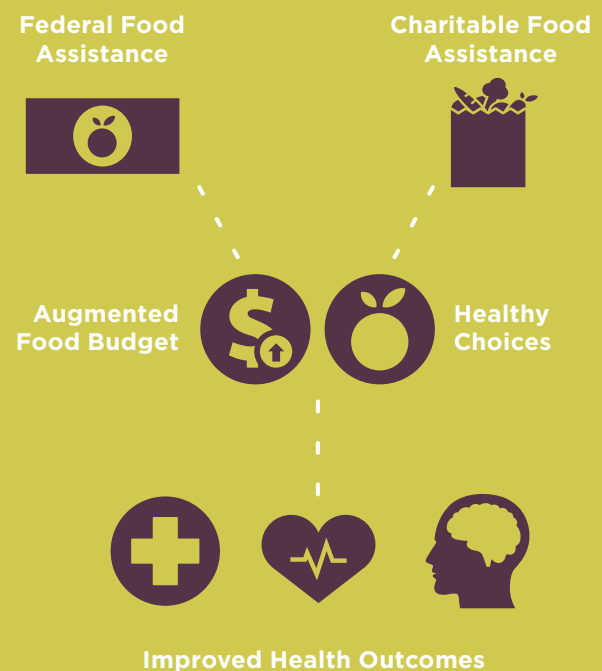 Federal Food
Assistance
Charitable Food
Assistance
Augmented
Food Budget
$
Healthy
Choices
Improved Health Outcomes